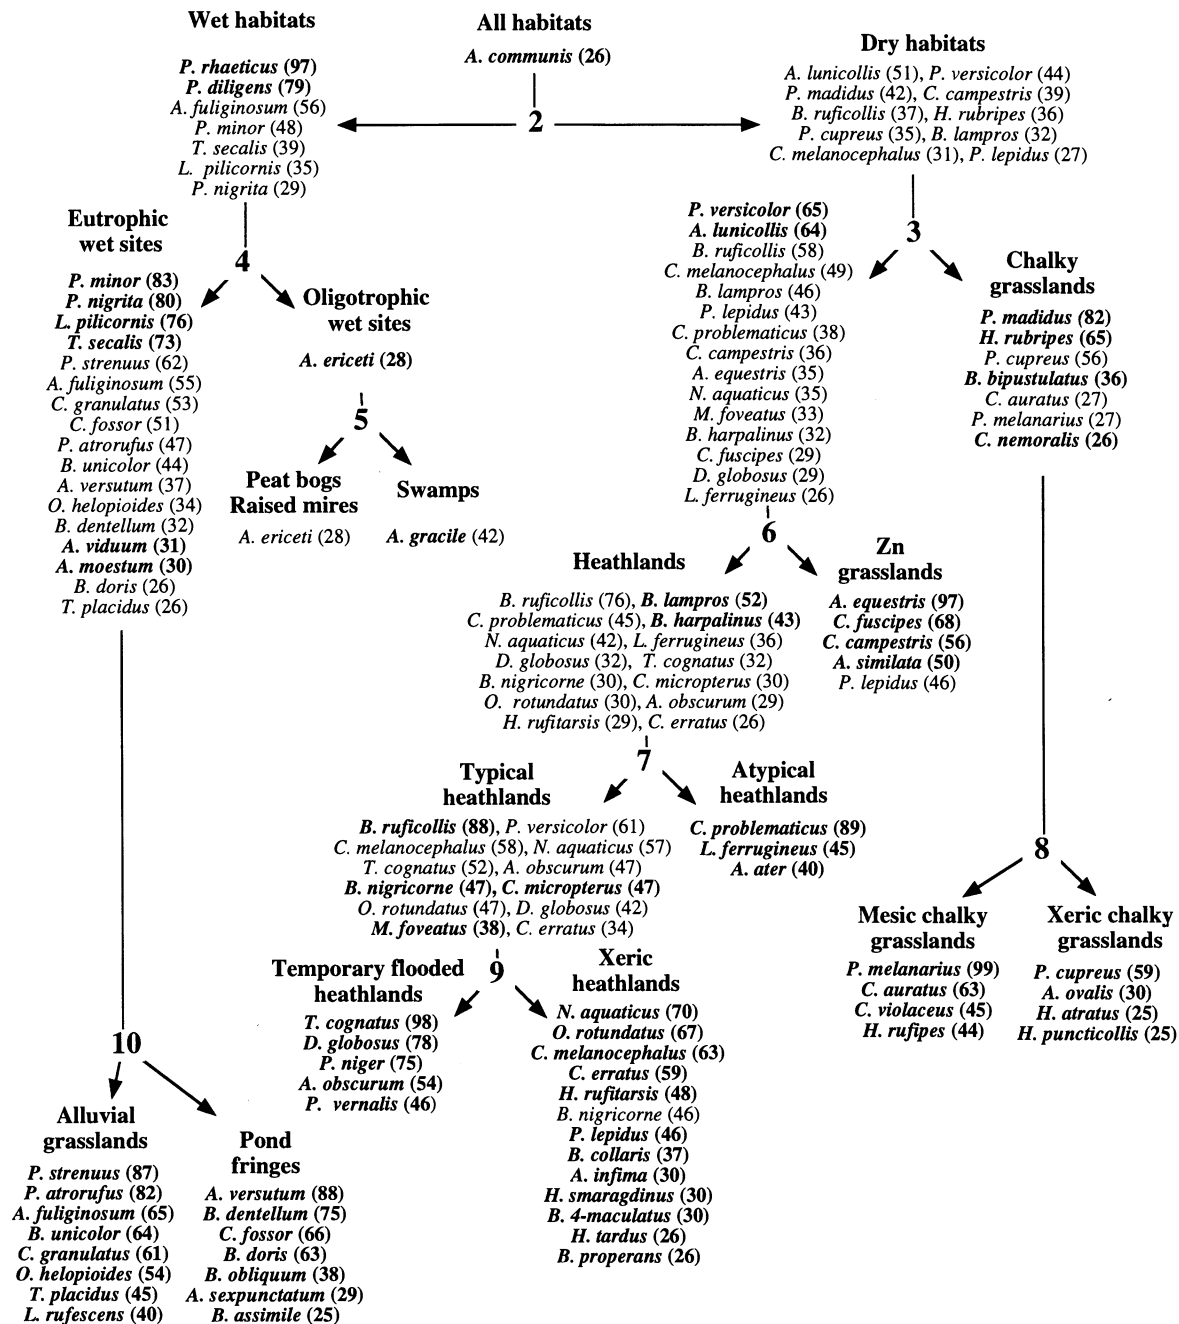 Wet habitats
P. rhaeticus (97)
P. diligens (79)
A. fuliginosum (56)
P. minor (48)
T. secalis (39)
L. pilicornis (35)
P. nigrita (29)
All habitats
A. communis (26)
2
Dry habitats
A. lunicollis (51), P. versicolor (44)
P. madidus (42), C. campestris (39)
B. ruficollis (37), H. rubripes (36)
P. cupreus (35), B. lampros (32)
C. melanocephalus (31), P. lepidus (27)
4
Eutrophic
wet sites
P. minor (83)
P. nigrita (80)
L. pilicornis (76)
T. secalis (73)
P. strenuus (62)
A. fuliginosum (55)
C. granulatus (53)
C. fossor (51)
P. atrorufus (47)
B. unicolor (44)
A. versutum (37)
O. helopioides (34)
B. dentellum (32)
A. viduum (31)
A. moestum (30)
B. doris (26)
T. placidus (26)
Oligotrophic
wet sites
A. ericeti (28)
5
Peat bogs
Raised mires
A. ericeti (28)
Swamps
A. gracile (42)
3
P. versicolor (65)
A. lunicollis (64)
B. ruficollis (58)
C. melanocephalus (49)
B. lampros (46)
P. lepidus (43)
C. problematicus (38)
C. campestris (36)
A. equestris (35)
N. aquaticus (35)
M. foveatus (33)
B. harpalinus (32)
C. fuscipes (29)
D. globosus (29)
L. ferrugineus (26)
Chalky
grasslands
P. madidus (82)
H. rubripes (65)
P. cupreus (56)
B. bipustulatus (36)
C. auratus (27)
P. melanarius (27)
C. nemoralis (26)
6
Heathlands
B. ruficollis (76), B. lampros (52)
C. problematicus (45), B. harpalinus (43)
N. aquaticus (42), L. ferrugineus (36)
D. globosus (32), T. cognatus (32)
B. nigricorne (30), C. micropterus (30)
O. rotundatus (30), A. obscurum (29)
H. rufitarsis (29), C. erratus (26)
Zn
grasslands
A. equestris (97)
C. fuscipes (68)
C. campestris (56)
A. similata (50)
P. lepidus (46)
7
Typical
heathlands
B. ruficollis (88), P. versicolor (61)
C. melanocephalus (58), N. aquaticus (57)
T. cognatus (52), A. obscurum (47)
B. nigricorne (47), C. micropterus (47)
O. rotundatus (47), D. globosus (42)
M. foveatus (38), C. erratus (34)
Atypical
heathlands
C. problematicus (89)
L. ferrugineus (45)
A. ater (40)
8
Mesic chalky
grasslands
P. melanarius (99)
C. auratus (63)
C. violaceus (45)
H. rufipes (44)
Xeric chalky
grasslands
P. cupreus (59)
A. ovalis (30)
H. atratus (25)
H. puncticollis (25)
9
Temporary flooded
heathlands
T. cognatus (98)
D. globosus (78)
P. niger (75)
A. obscurum (54)
P. vernalis (46)
Xeric
heathlands
N. aquaticus (70)
O. rotundatus (67)
C. melanocephalus (63)
C. erratus (59)
H. rufitarsis (48)
B. nigricorne (46)
P. lepidus (46)
B. collaris (37)
A. infima (30)
H. smaragdinus (30)
B. 4-maculatus (30)
H. tardus (26)
B. properans (26)
10
Alluvial
grasslands
P. strenuus (87)
P. atrorufus (82)
A. fuliginosum (65)
B. unicolor (64)
C. granulatus (61)
O. helopioides (54)
T. placidus (45)
L. rufescens (40)
Pond
fringes
A. versutum (88)
B. dentellum (75)
C. fossor (66)
B. doris (63)
B. obliquum (38)
A. sexpunctatum (29)
B. assimile (25)